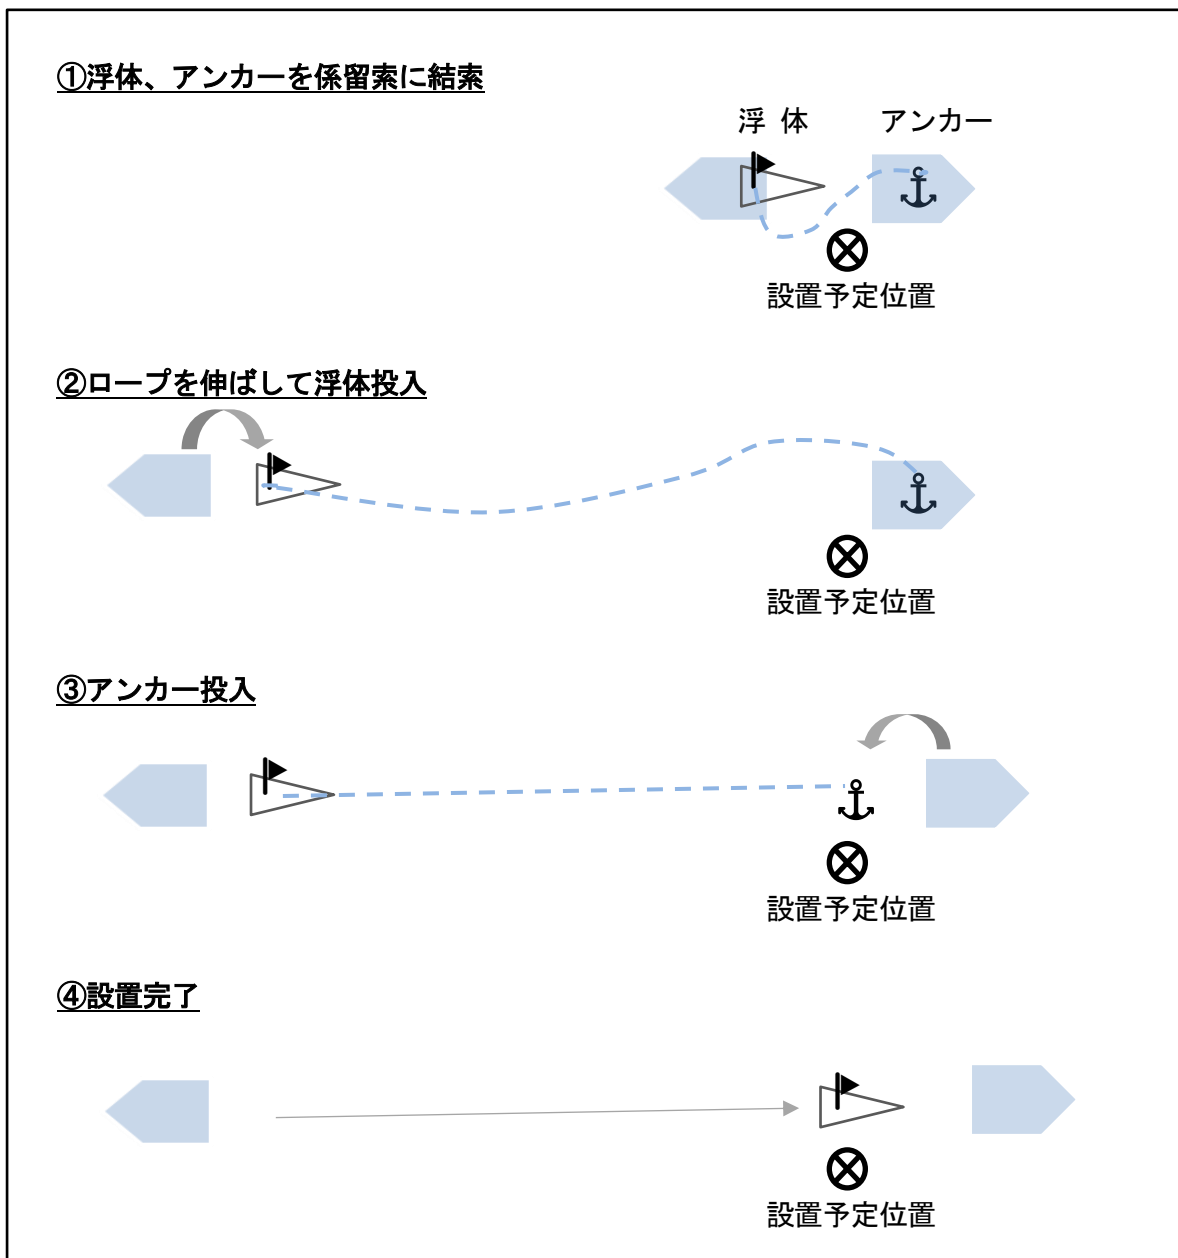 ①浮体、アンカーを係留索に結索
浮 体
アンカー
設置予定位置
②ロープを伸ばして浮体投入
設置予定位置
③アンカー投入
設置予定位置
④設置完了
設置予定位置